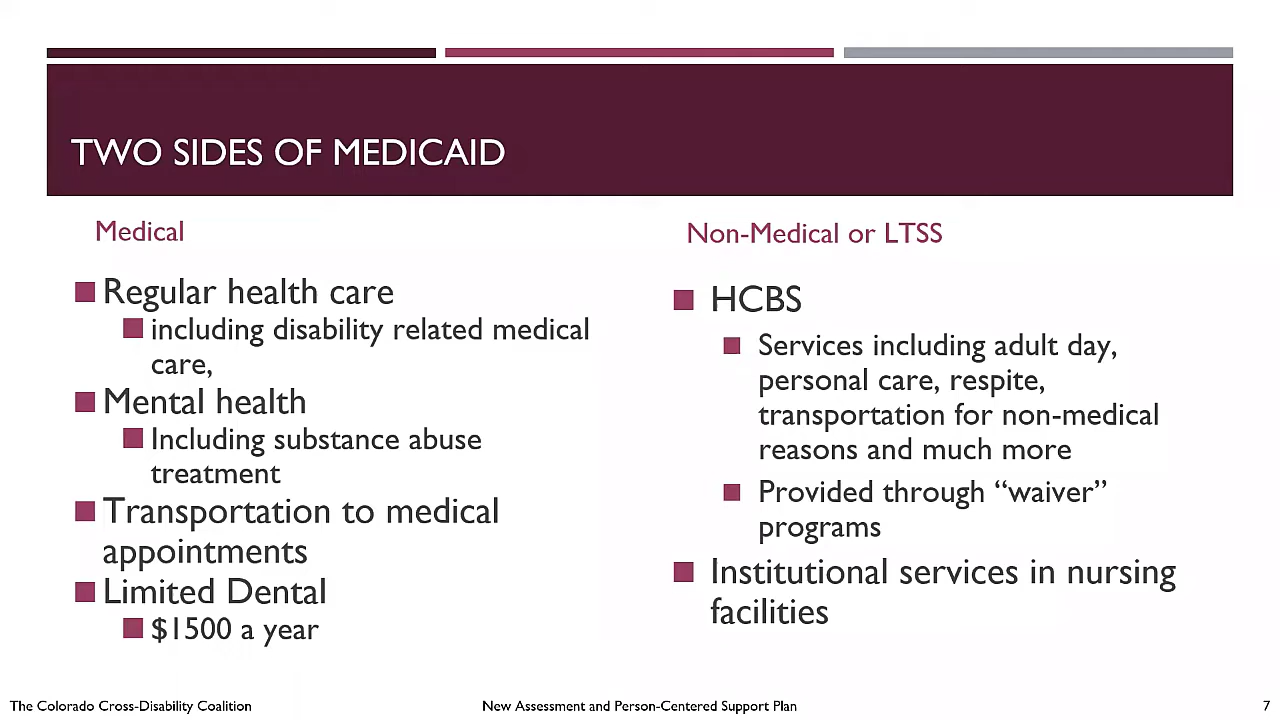 TWO SIDES OF MEDICAID
Medical
Regular health care
including disability related medical
care,
Mental health
Including substance abuse
treatment
Transportation to medical
appointments
Limited Dental
$1500 a year
Non-Medical or LTSS
HCBS
Services including adult day,
personal care, respite,
transportation for non-medical
reasons and much more
Provided through “waiver”
programs
Institutional services in nursing
facilities
The Colorado Cross-Disability Coalition
New Assessment and Person-Centered Support Plan
7